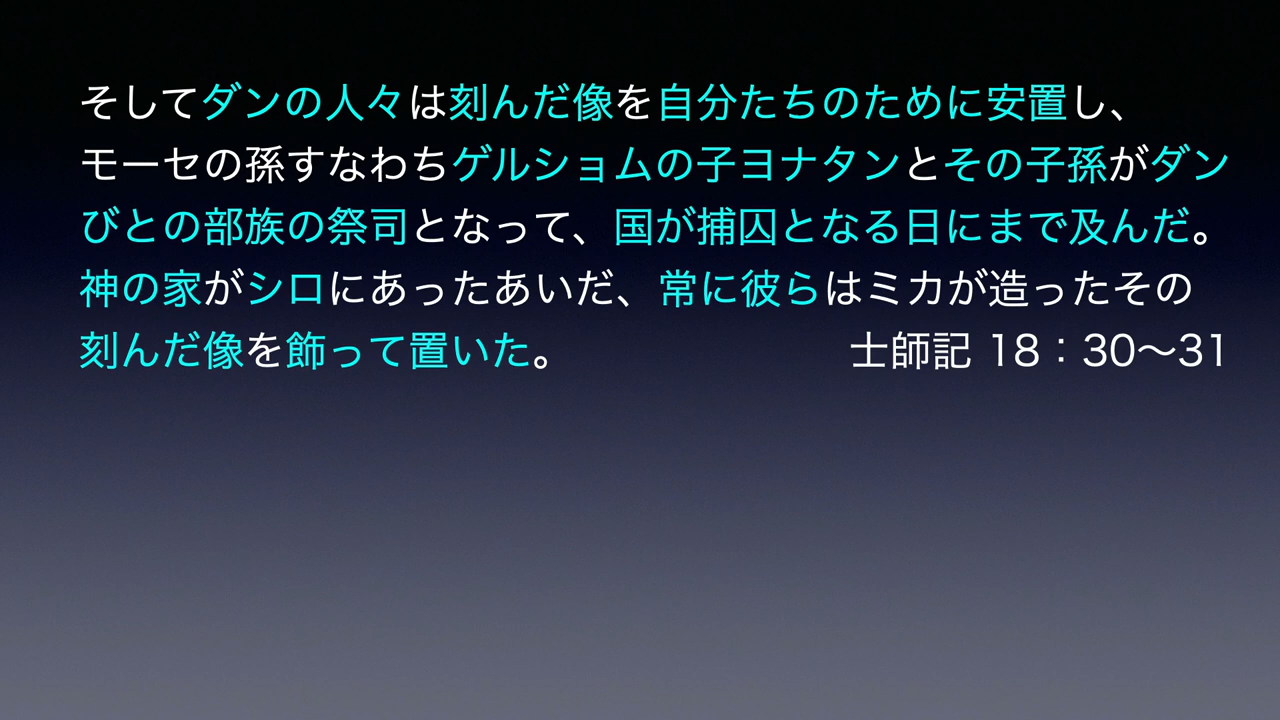 そしてダンの人々は刻んだ像を自分たちのために安置し、
モーセの孫すなわちゲルショムの子ヨナタンとその子孫がダン
びとの部族の祭司となって、国が捕囚となる日にまで及んだ。
神の家がシロにあったあいだ、常に彼らはミカが造ったその
刻んだ像を飾って置いた。 士師記 18：30〜31